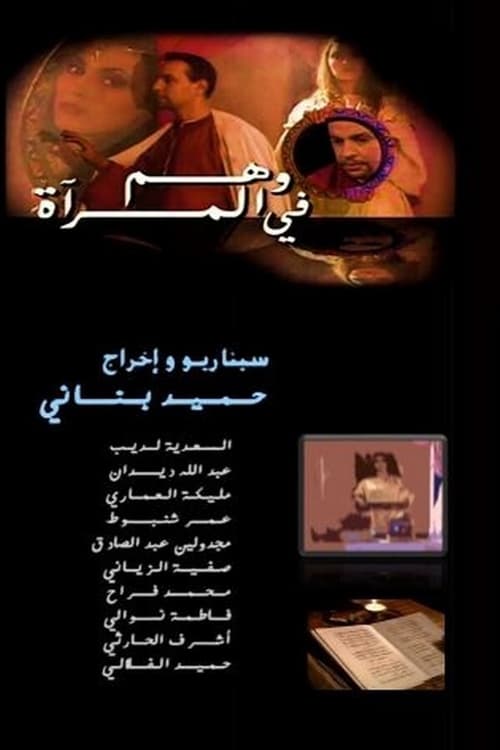 وهم
في المرآة
سيناريو و إخراج
حميد بناني
السعدية لديب
عبد الله ديدان
مليكة العماري
عمر شنبوط
مجدولين عبد الصادق
صفية الزياني
محمد فراح
فاطمة نوالي
أشرف الحارثي
حميد الفلالي